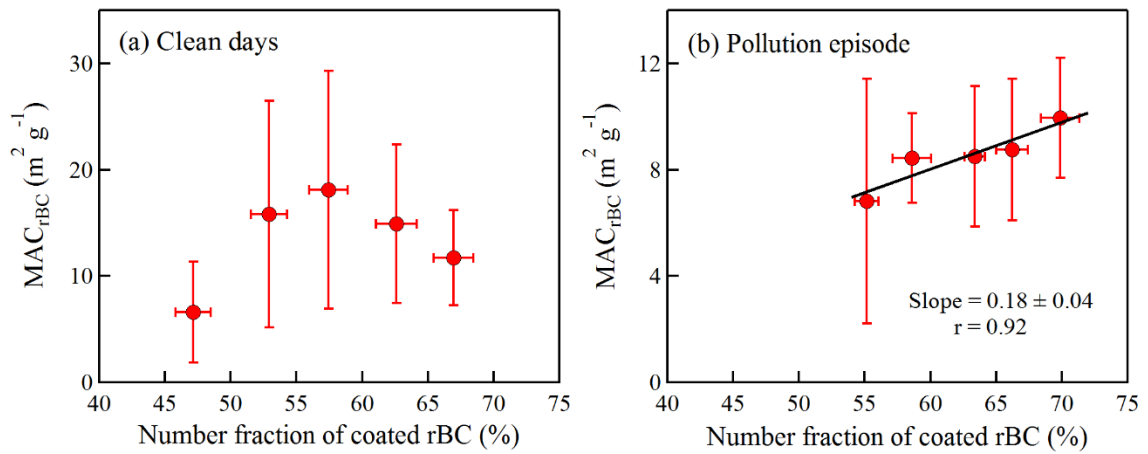 (a) Clean days
MAC_rBC (m² g⁻¹)
30
20
10
0
40 45 50 55 60 65 70 75
Number fraction of coated rBC (%)
(b) Pollution episode
MAC_rBC (m² g⁻¹)
12
8
4
0
Slope = 0.18 ± 0.04
r = 0.92
40 45 50 55 60 65 70 75
Number fraction of coated rBC (%)